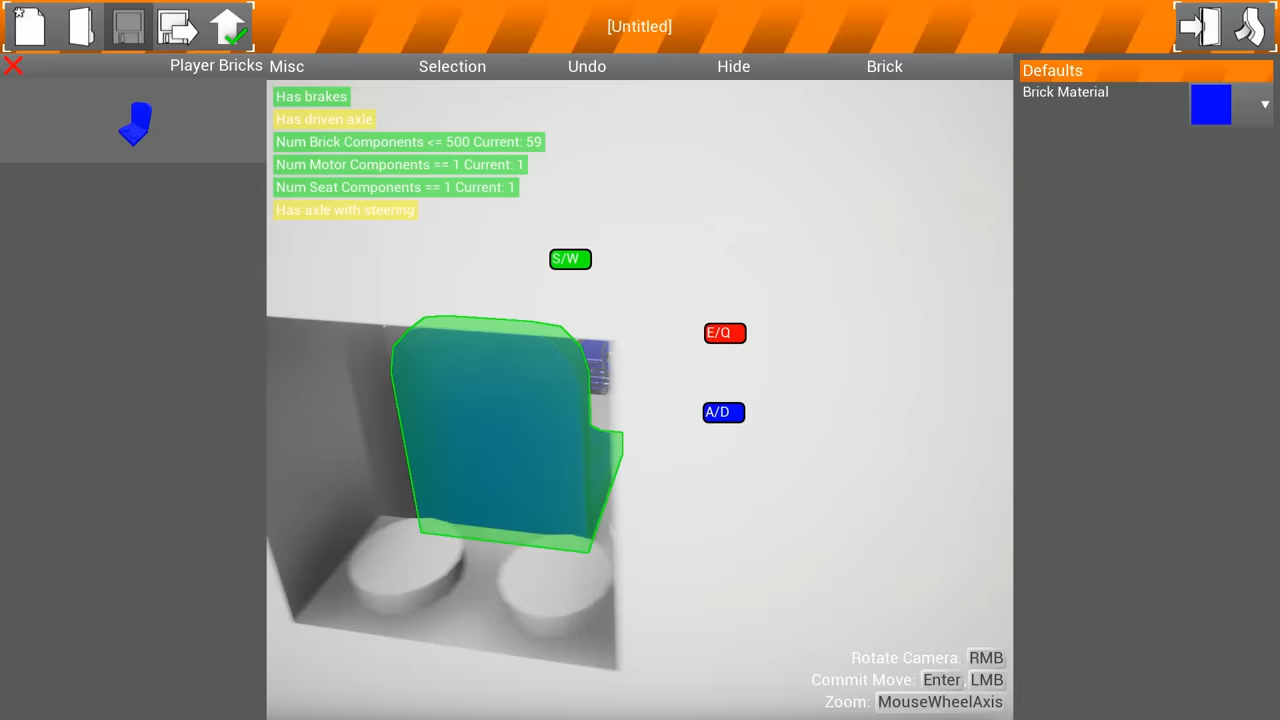 [Untitled]
Player Bricks
Misc
Selection
Undo
Hide
Brick
Defaults
Brick Material
Has brakes
Has driven axle
Num Brick Components <= 500 Current: 59
Num Motor Components == 1 Current: 1
Num Seat Components == 1 Current: 1
Has axle with steering
S/W
E/Q
A/D
Rotate Camera: RMB
Commit Move: Enter, LMB
Zoom: MouseWheelAxis